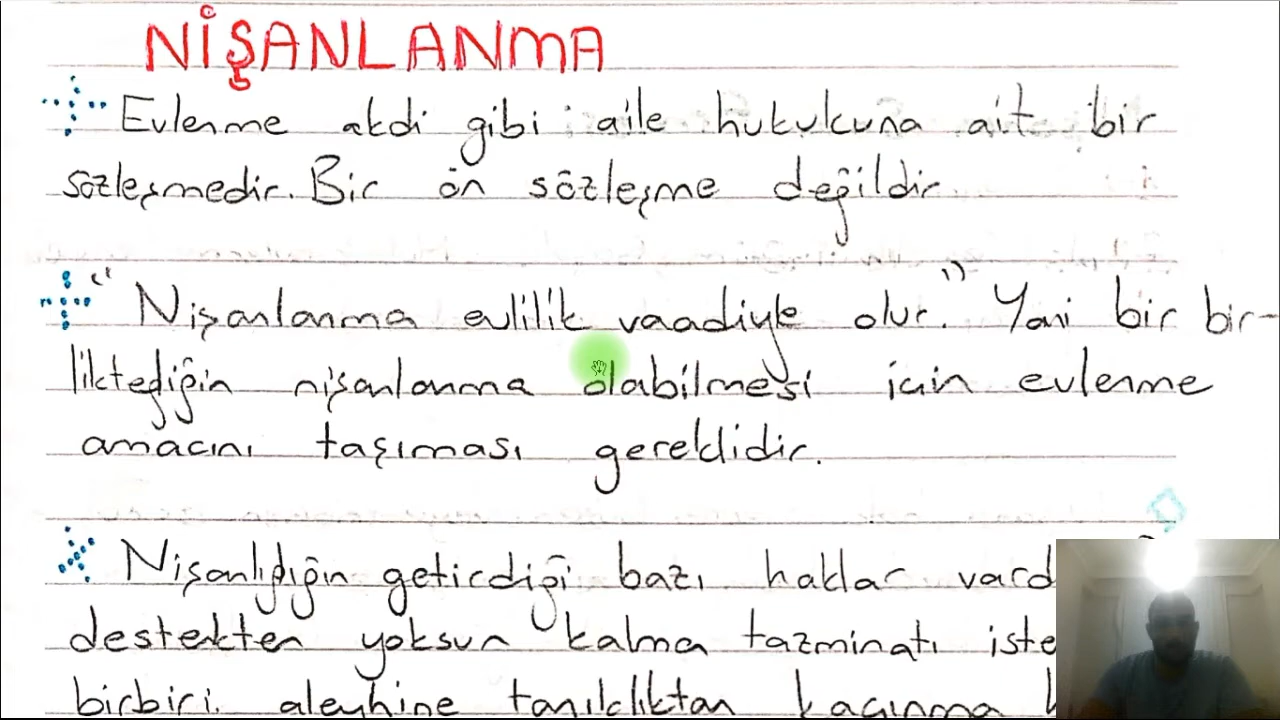 NİŞANLANMA
Evlenme akdi gibi aile hukukuna ait bir
sözleşmedir. Bir ön sözleşme değildir
"Nişanlanma evlilik vaadiyle olur." Yani bir bir-
liktediğin nişanlanma olabilmesi için evlenme
amacını taşıması gereklidir.
Nişanlığığın getirdiği bazı haklar vard
destekten yoksun kalma tazminatı iste
birbiri aleyhine tanıklıktan kaçınma